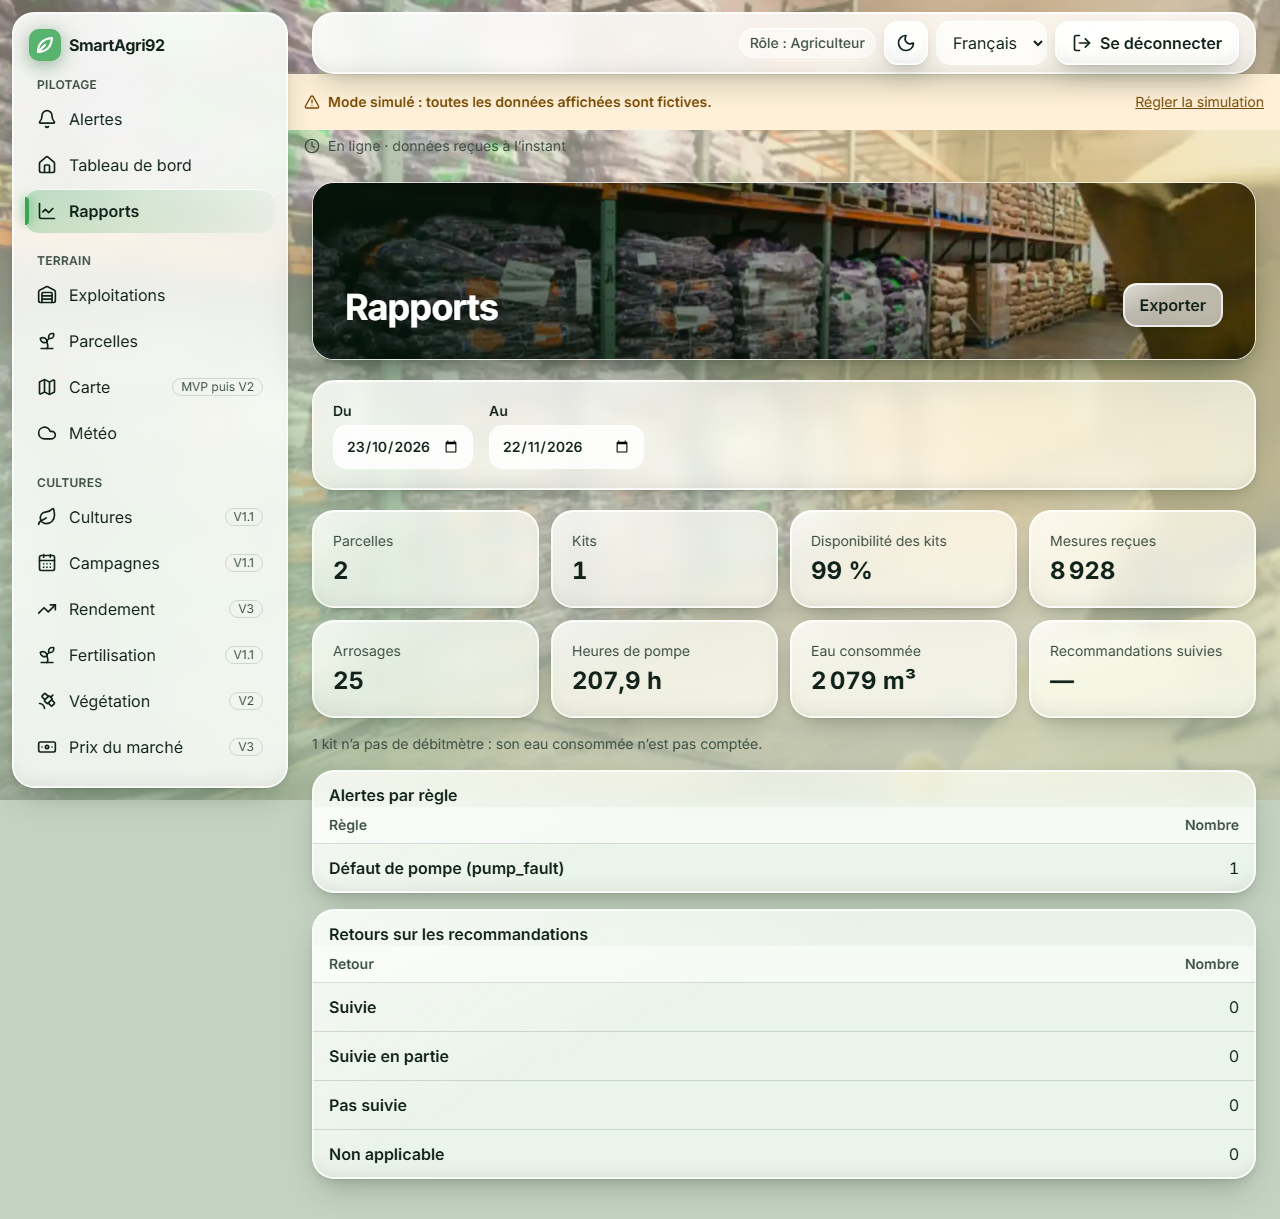 SmartAgri92
PILOTAGE
Alertes
Tableau de bord
Rapports
TERRAIN
Exploitations
Parcelles
Carte MVP puis V2
Météo
CULTURES
Cultures V1.1
Campagnes V1.1
Rendement V3
Fertilisation V1.1
Végétation V2
Prix du marché V3
Rôle : Agriculteur Français Se déconnecter
Mode simulé : toutes les données affichées sont fictives. Régler la simulation
En ligne · données reçues à l’instant
Rapports Exporter
Du Au
23/10/2026 22/11/2026
Parcelles Kits Disponibilité des kits Mesures reçues
2 1 99 % 8 928
Arrosages Heures de pompe Eau consommée Recommandations suivies
25 207,9 h 2 079 m³ —
1 kit n’a pas de débitmètre : son eau consommée n’est pas comptée.
Alertes par règle
Règle Nombre
Défaut de pompe (pump_fault) 1
Retours sur les recommandations
Retour Nombre
Suivie 0
Suivie en partie 0
Pas suivie 0
Non applicable 0